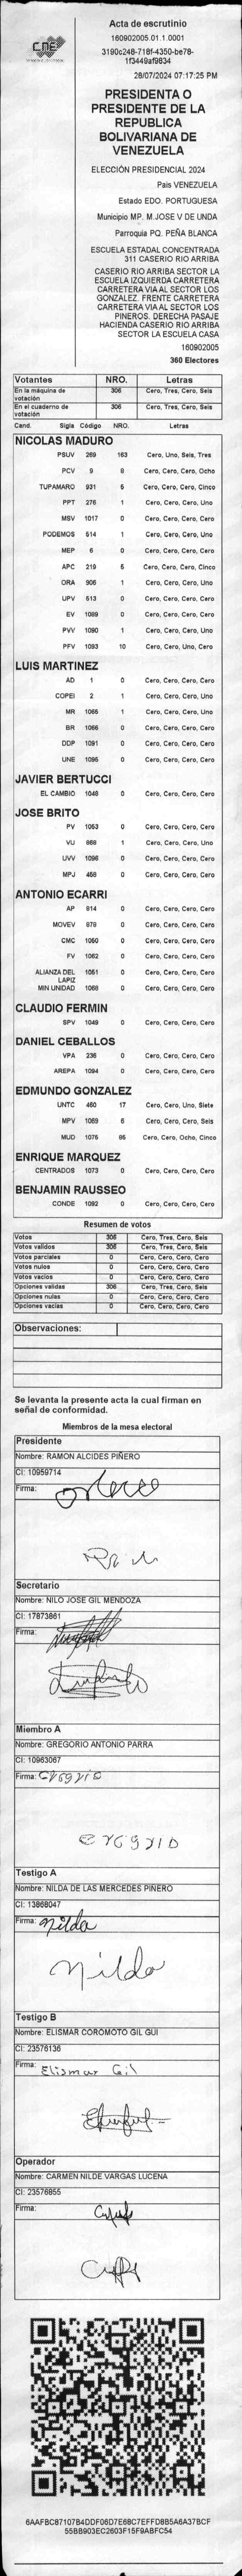 CNE
Acta de escrutinio
160902005.01.1.0001
3190c248-718f-4350-be78-
1f3449af9834
28/07/2024 07:17:25 PM
PRESIDENTA O
PRESIDENTE DE LA
REPUBLICA
BOLIVARIANA DE
VENEZUELA
ELECCIÓN PRESIDENCIAL 2024
Pais VENEZUELA
Estado EDO. PORTUGUESA
Municipio MP. M.JOSE V DE UNDA
Parroquia PQ. PEÑA BLANCA
ESCUELA ESTADAL CONCENTRADA
311 CASERIO RIO ARRIBA
CASERIO RIO ARRIBA SECTOR LA
ESCUELA IZQUIERDA CARRETERA
CARRETERA VIA AL SECTOR LOS
GONZALEZ. FRENTE CARRETERA
CARRETERA VIA AL SECTOR LOS
PINEROS. DERECHA PASAJE
HACIENDA CASERIO RIO ARRIBA
SECTOR LA ESCUELA CASA
160902005
360 Electores
Votantes NRO. Letras
En la máquina de votación 306 Cero, Tres, Cero, Seis
En el cuaderno de votación 306 Cero, Tres, Cero, Seis
Cand. Sigla Código NRO. Letras
NICOLAS MADURO
PSUV 269 163 Cero, Uno, Seis, Tres
PCV 9 8 Cero, Cero, Cero, Ocho
TUPAMARO 931 5 Cero, Cero, Cero, Cinco
PPT 276 1 Cero, Cero, Cero, Uno
MSV 1017 0 Cero, Cero, Cero, Cero
PODEMOS 514 1 Cero, Cero, Cero, Uno
MEP 6 0 Cero, Cero, Cero, Cero
APC 219 5 Cero, Cero, Cero, Cinco
ORA 906 1 Cero, Cero, Cero, Uno
UPV 513 0 Cero, Cero, Cero, Cero
EV 1089 0 Cero, Cero, Cero, Cero
PVV 1090 1 Cero, Cero, Cero, Uno
PFV 1093 10 Cero, Cero, Uno, Cero
LUIS MARTINEZ
AD 1 0 Cero, Cero, Cero, Cero
COPEI 2 1 Cero, Cero, Cero, Uno
MR 1065 1 Cero, Cero, Cero, Uno
BR 1066 0 Cero, Cero, Cero, Cero
DDP 1091 0 Cero, Cero, Cero, Cero
UNE 1095 0 Cero, Cero, Cero, Cero
JAVIER BERTUCCI
EL CAMBIO 1048 0 Cero, Cero, Cero, Cero
JOSE BRITO
PV 1053 0 Cero, Cero, Cero, Cero
VU 868 1 Cero, Cero, Cero, Uno
UVV 1096 0 Cero, Cero, Cero, Cero
MPJ 458 0 Cero, Cero, Cero, Cero
ANTONIO ECARRI
AP 814 0 Cero, Cero, Cero, Cero
MOVEV 879 0 Cero, Cero, Cero, Cero
CMC 1050 0 Cero, Cero, Cero, Cero
FV 1062 0 Cero, Cero, Cero, Cero
ALIANZA DEL LAPIZ 1051 0 Cero, Cero, Cero, Cero
MIN UNIDAD 1068 0 Cero, Cero, Cero, Cero
CLAUDIO FERMIN
SPV 1049 0 Cero, Cero, Cero, Cero
DANIEL CEBALLOS
VPA 236 0 Cero, Cero, Cero, Cero
AREPA 1094 0 Cero, Cero, Cero, Cero
EDMUNDO GONZALEZ
UNTC 460 17 Cero, Cero, Uno, Siete
MPV 1069 6 Cero, Cero, Cero, Seis
MUD 1075 85 Cero, Cero, Ocho, Cinco
ENRIQUE MARQUEZ
CENTRADOS 1073 0 Cero, Cero, Cero, Cero
BENJAMIN RAUSSEO
CONDE 1092 0 Cero, Cero, Cero, Cero
Resumen de votos
Votos 306 Cero, Tres, Cero, Seis
Votos validos 306 Cero, Tres, Cero, Seis
Votos parciales 0 Cero, Cero, Cero, Cero
Votos nulos 0 Cero, Cero, Cero, Cero
Votos vacios 0 Cero, Cero, Cero, Cero
Opciones validas 306 Cero, Tres, Cero, Seis
Opciones nulas 0 Cero, Cero, Cero, Cero
Opciones vacias 0 Cero, Cero, Cero, Cero
Observaciones:
Se levanta la presente acta la cual firman en
señal de conformidad.
Miembros de la mesa electoral
Presidente
Nombre: RAMON ALCIDES PIÑERO
CI: 10959714
Firma:
Secretario
Nombre: NILO JOSE GIL MENDOZA
CI: 17873861
Firma:
Miembro A
Nombre: GREGORIO ANTONIO PARRA
CI: 10963067
Firma:
Testigo A
Nombre: NILDA DE LAS MERCEDES PIÑERO
CI: 13868047
Firma: Nilda
Nilda
Testigo B
Nombre: ELISMAR COROMOTO GIL GUI
CI: 23576136
Firma: Elismar Gil
Operador
Nombre: CARMEN NILDE VARGAS LUCENA
CI: 23576855
Firma:
6AAFBC87107B4DDF06D7E68C7EFFD8B5A6A37BCF
55BB903EC2603F15F9ABFC54